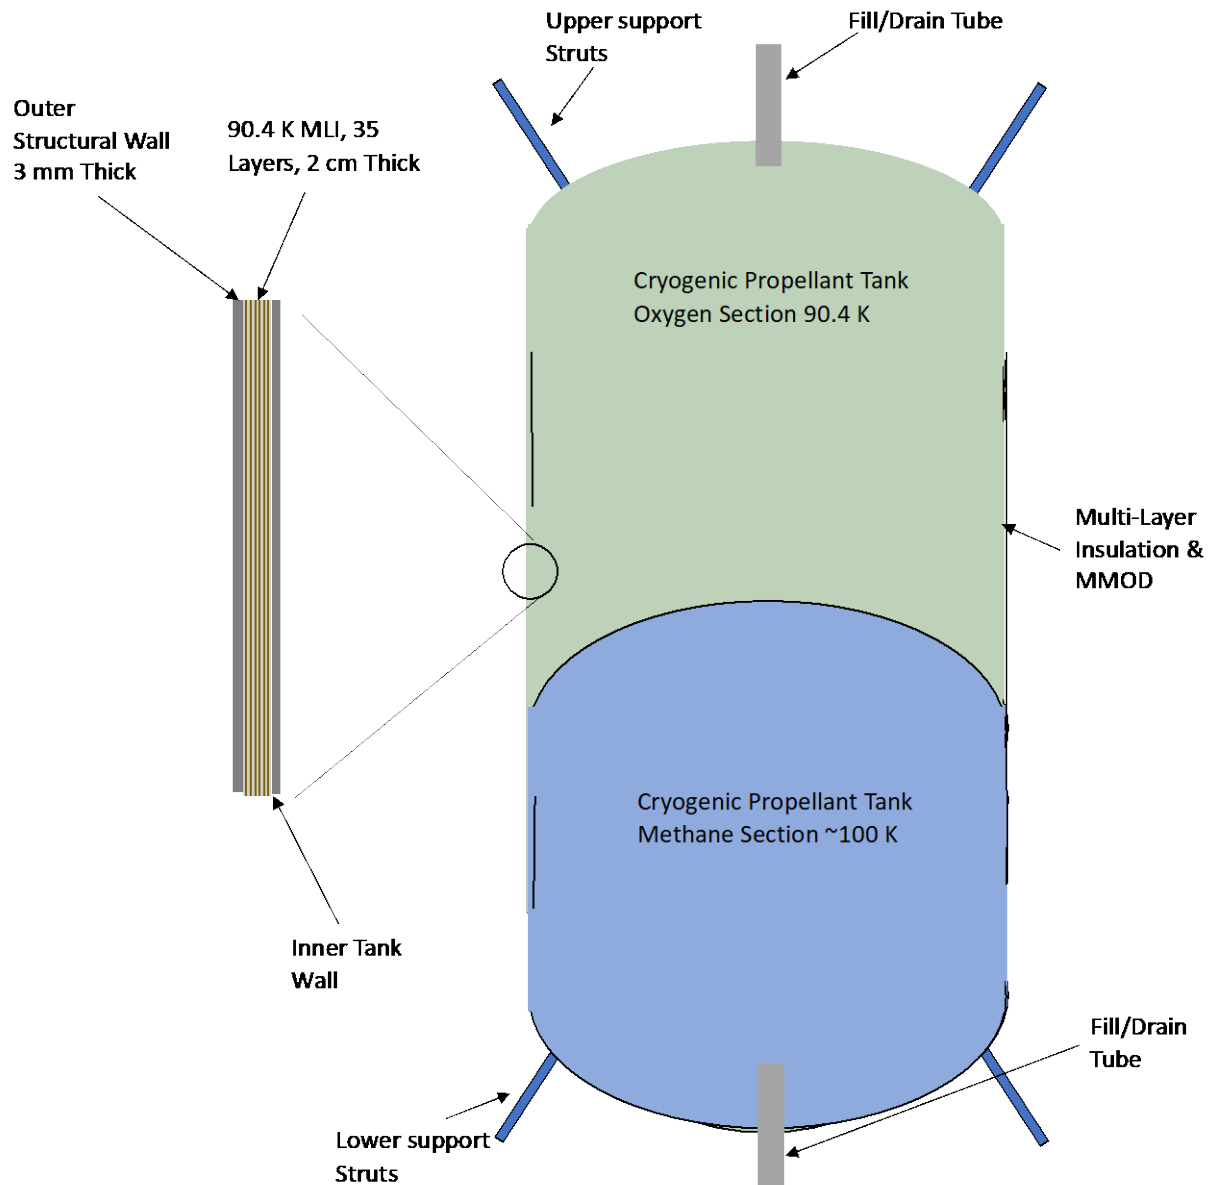 Upper support
Struts
Fill/Drain Tube
Outer
Structural Wall
3 mm Thick
90.4 K MLI, 35
Layers, 2 cm Thick
Cryogenic Propellant Tank
Oxygen Section 90.4 K
Multi-Layer
Insulation &
MMOD
Cryogenic Propellant Tank
Methane Section ~100 K
Inner Tank
Wall
Fill/Drain
Tube
Lower support
Struts